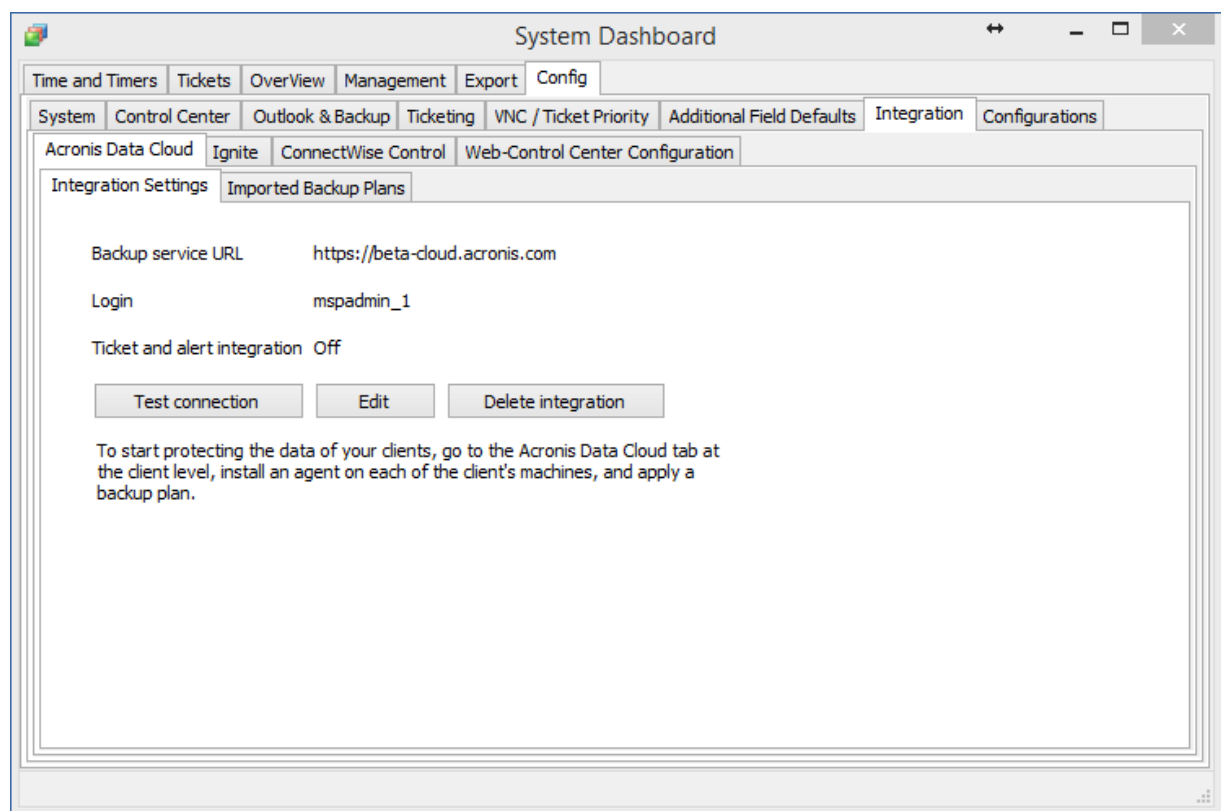 System Dashboard
Time and Timers Tickets OverView Management Export Config
System Control Center Outlook & Backup Ticketing VNC / Ticket Priority Additional Field Defaults Integration Configurations
Acronis Data Cloud Ignite ConnectWise Control Web-Control Center Configuration
Integration Settings Imported Backup Plans
Backup service URL https://beta-cloud.acronis.com
Login mspadmin_1
Ticket and alert integration Off
Test connection Edit Delete integration
To start protecting the data of your clients, go to the Acronis Data Cloud tab at
the client level, install an agent on each of the client's machines, and apply a
backup plan.